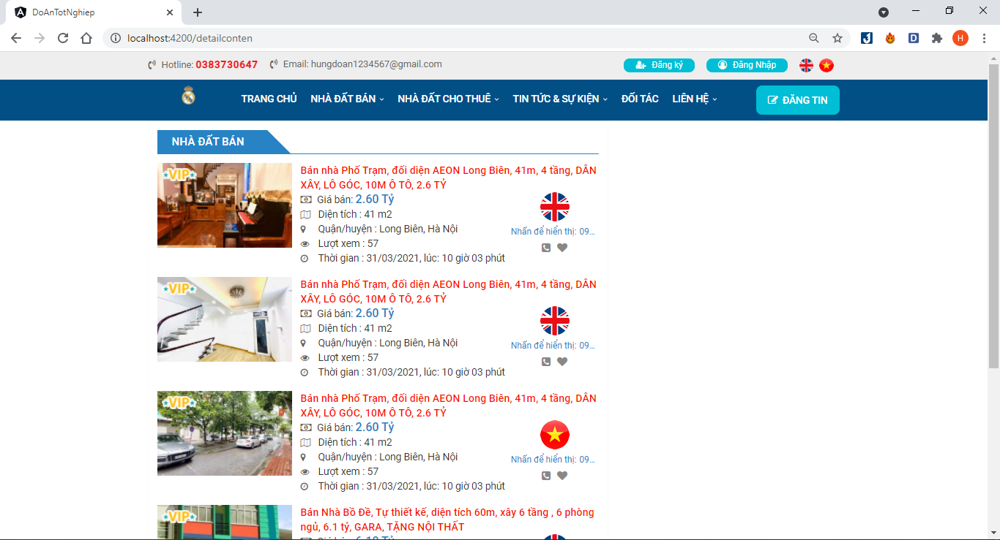 DoAnTotNghiep
localhost:4200/detailconten
H
Hotline: 0383730647 Email: hungdoan1234567@gmail.com Đăng ký Đăng Nhập
TRANG CHỦ NHÀ ĐẤT BÁN NHÀ ĐẤT CHO THUÊ TIN TỨC & SỰ KIỆN ĐỐI TÁC LIÊN HỆ ĐĂNG TIN
NHÀ ĐẤT BÁN
VIP
Bán nhà Phố Trạm, đối diện AEON Long Biên, 41m, 4 tầng, DÂN
XÂY, LÔ GÓC, 10M Ô TÔ, 2.6 TỶ
Giá bán: 2.60 Tỷ
Diện tích : 41 m2
Quận/huyện : Long Biên, Hà Nội
Nhấn để hiển thị: 09...
Lượt xem : 57
Thời gian : 31/03/2021, lúc: 10 giờ 03 phút
VIP
Bán nhà Phố Trạm, đối diện AEON Long Biên, 41m, 4 tầng, DÂN
XÂY, LÔ GÓC, 10M Ô TÔ, 2.6 TỶ
Giá bán: 2.60 Tỷ
Diện tích : 41 m2
Quận/huyện : Long Biên, Hà Nội
Nhấn để hiển thị: 09...
Lượt xem : 57
Thời gian : 31/03/2021, lúc: 10 giờ 03 phút
VIP
Bán nhà Phố Trạm, đối diện AEON Long Biên, 41m, 4 tầng, DÂN
XÂY, LÔ GÓC, 10M Ô TÔ, 2.6 TỶ
Giá bán: 2.60 Tỷ
Diện tích : 41 m2
Quận/huyện : Long Biên, Hà Nội
Nhấn để hiển thị: 09...
Lượt xem : 57
Thời gian : 31/03/2021, lúc: 10 giờ 03 phút
VIP
Bán Nhà Bồ Đề, Tự thiết kế, diện tích 60m, xây 6 tầng , 6 phòng
ngủ, 6.1 tỷ, GARA, TẶNG NỘI THẤT